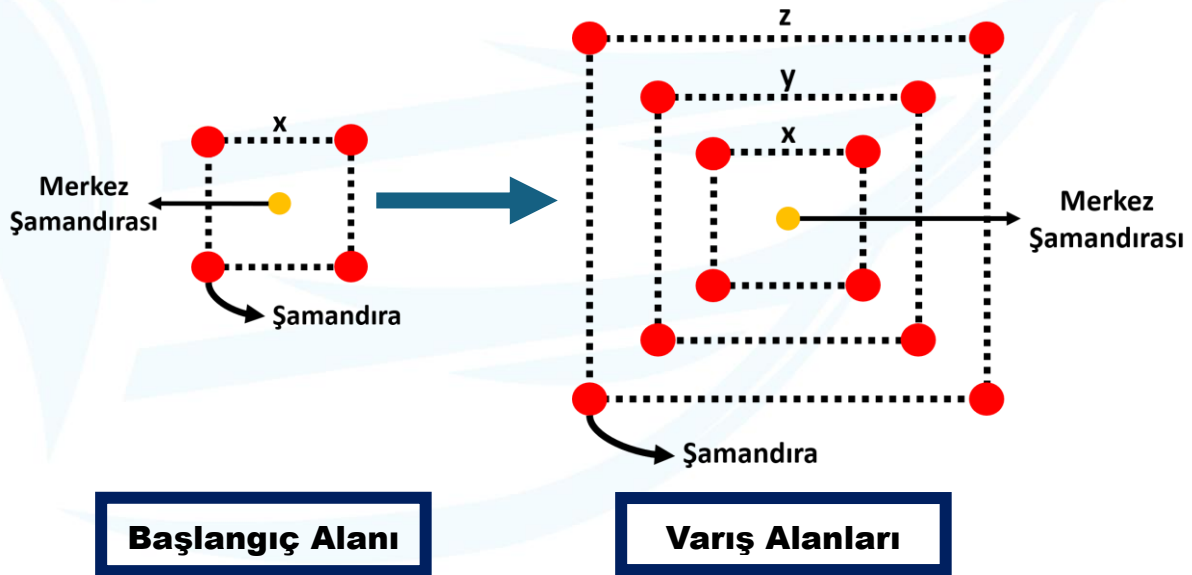 z
y
x
x
Merkez
Şamandırası
Merkez
Şamandırası
Şamandıra
Şamandıra
Başlangıç Alanı
Varış Alanları